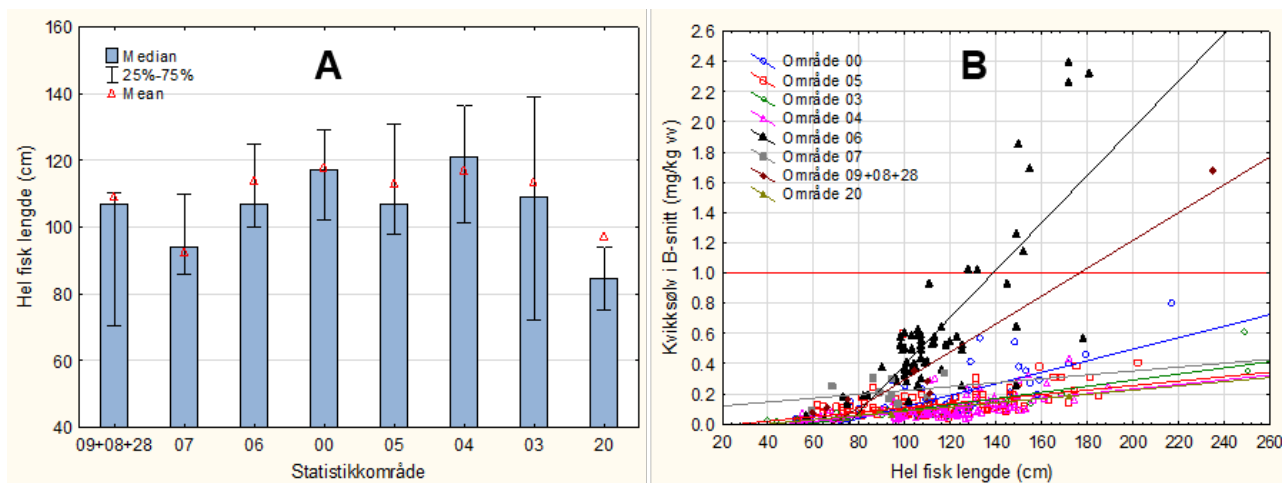 A
Hel fisk lengde (cm)
160
140
120
100
80
60
40
Median
25%-75%
Mean
09+08+28 07 06 00 05 04 03 20
Statistikkområde
B
Kvikksølv i B-snitt (mg/kg vv)
2.6
2.4
2.2
2.0
1.8
1.6
1.4
1.2
1.0
0.8
0.6
0.4
0.2
0.0
Område 00
Område 05
Område 03
Område 04
Område 06
Område 07
Område 09+08+28
Område 20
20 40 60 80 100 120 140 160 180 200 220 240 260
Hel fisk lengde (cm)